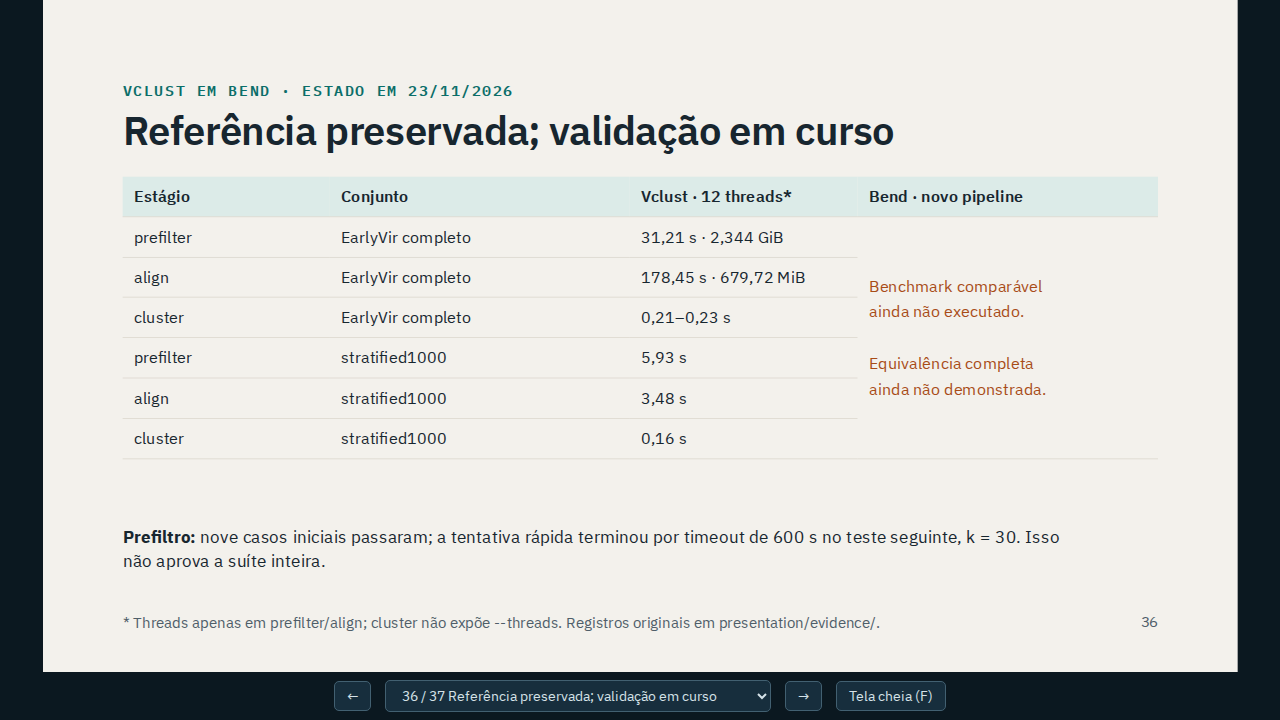 VCLUST EM BEND · ESTADO EM 23/11/2026
Referência preservada; validação em curso
Estágio Conjunto Vclust · 12 threads* Bend · novo pipeline
prefilter EarlyVir completo 31,21 s · 2,344 GiB
align EarlyVir completo 178,45 s · 679,72 MiB
cluster EarlyVir completo 0,21–0,23 s
prefilter stratified1000 5,93 s
align stratified1000 3,48 s
cluster stratified1000 0,16 s
Benchmark comparável
ainda não executado.
Equivalência completa
ainda não demonstrada.
Prefiltro: nove casos iniciais passaram; a tentativa rápida terminou por timeout de 600 s no teste seguinte, k = 30. Isso
não aprova a suíte inteira.
* Threads apenas em prefilter/align; cluster não expõe --threads. Registros originais em presentation/evidence/.
36
← 36 / 37 Referência preservada; validação em curso → Tela cheia (F)